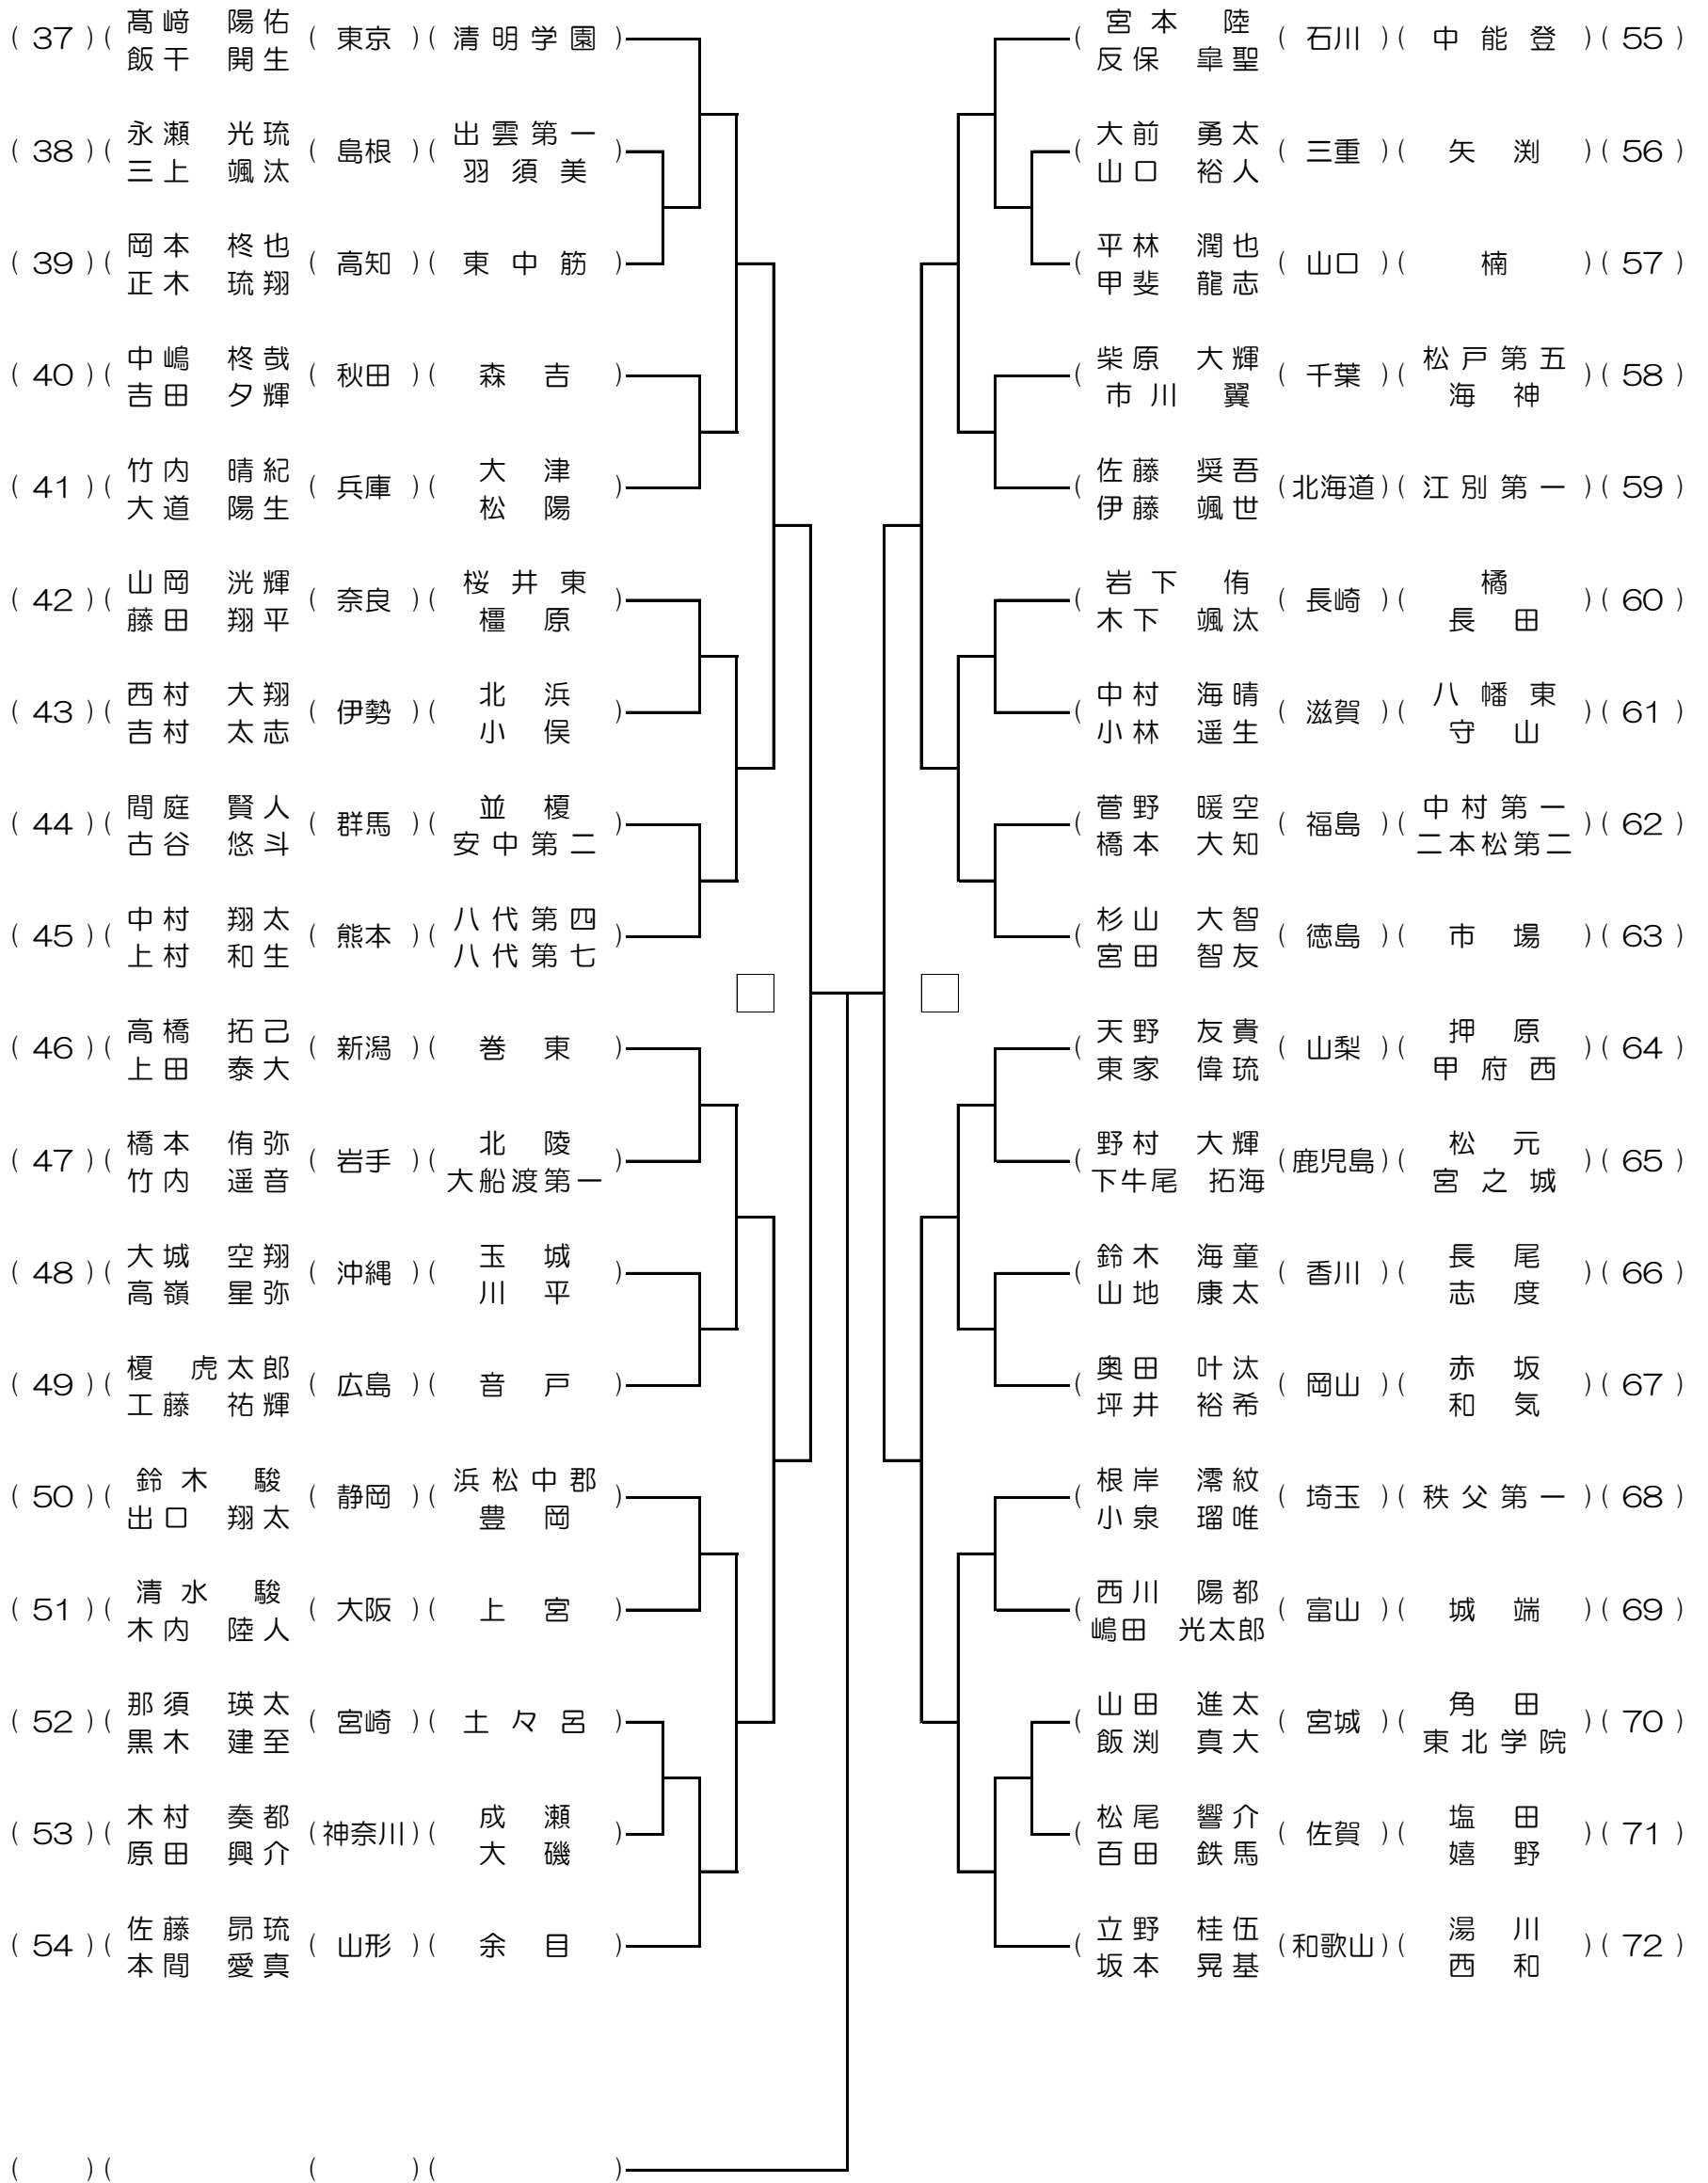 (37)(髙﨑 陽佑 飯干 開生)(東京)(清明学園)
(38)(永瀬 光琉 三上 颯汰)(島根)(出雲第一 羽須美)
(39)(岡本 柊也 正木 琉翔)(高知)(東中筋)
(40)(中嶋 柊哉 吉田 夕輝)(秋田)(森吉)
(41)(竹内 晴紀 大道 陽生)(兵庫)(大津 松陽)
(42)(山岡 洸輝 藤田 翔平)(奈良)(桜井東 橿原)
(43)(西村 大翔 吉村 太志)(伊勢)(北浜 小俣)
(44)(間庭 賢人 古谷 悠斗)(群馬)(並榎 安中第二)
(45)(中村 翔太 上村 和生)(熊本)(八代第四 八代第七)
(46)(高橋 拓己 上田 泰大)(新潟)(巻東)
(47)(橋本 侑弥 竹内 遥音)(岩手)(北陵 大船渡第一)
(48)(大城 空翔 高嶺 星弥)(沖縄)(玉城 川平)
(49)(榎 虎太郎 工藤 祐輝)(広島)(音戸)
(50)(鈴木 駿 出口 翔太)(静岡)(浜松中郡 豊岡)
(51)(清水 駿 木内 陸人)(大阪)(上宮)
(52)(那須 瑛太 黒木 建至)(宮崎)(土々呂)
(53)(木村 奏都 原田 興介)(神奈川)(成瀬 大磯)
(54)(佐藤 昴琉 本間 愛真)(山形)(余目)
( )( )( )( )
(宮本 陸 反保 皐聖)(石川)(中能登)(55)
(大前 勇太 山口 裕人)(三重)(矢渕)(56)
(平林 潤也 甲斐 龍志)(山口)(楠)(57)
(柴原 大輝 市川 翼)(千葉)(松戸第五 海神)(58)
(佐藤 奨吾 伊藤 颯世)(北海道)(江別第一)(59)
(岩下 侑 木下 颯汰)(長崎)(橘 長田)(60)
(中村 海晴 小林 遥生)(滋賀)(八幡東 守山)(61)
(菅野 暖空 橋本 大知)(福島)(中村第一 二本松第二)(62)
(杉山 大智 宮田 智友)(徳島)(市場)(63)
(天野 友貴 東家 偉琉)(山梨)(押原 甲府西)(64)
(野村 大輝 下牛尾 拓海)(鹿児島)(松元 宮之城)(65)
(鈴木 海童 山地 康太)(香川)(長尾 志度)(66)
(奥田 叶汰 坪井 裕希)(岡山)(赤坂 和気)(67)
(根岸 澪紋 小泉 瑠唯)(埼玉)(秩父第一)(68)
(西川 陽都 嶋田 光太郎)(富山)(城端)(69)
(山田 進太 飯渕 真大)(宮城)(角田 東北学院)(70)
(松尾 響介 百田 鉄馬)(佐賀)(塩田 嬉野)(71)
(立野 桂伍 坂本 晃基)(和歌山)(湯川 西和)(72)